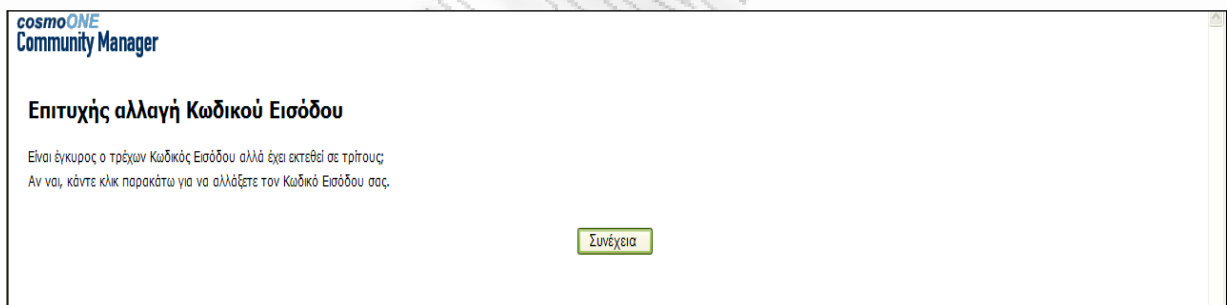 cosmoONE
Community Manager
Επιτυχής αλλαγή Κωδικού Εισόδου
Είναι έγκυρος ο τρέχων Κωδικός Εισόδου αλλά έχει εκτεθεί σε τρίτους;
Αν ναι, κάντε κλικ παρακάτω για να αλλάξετε τον Κωδικό Εισόδου σας.
Συνέχεια